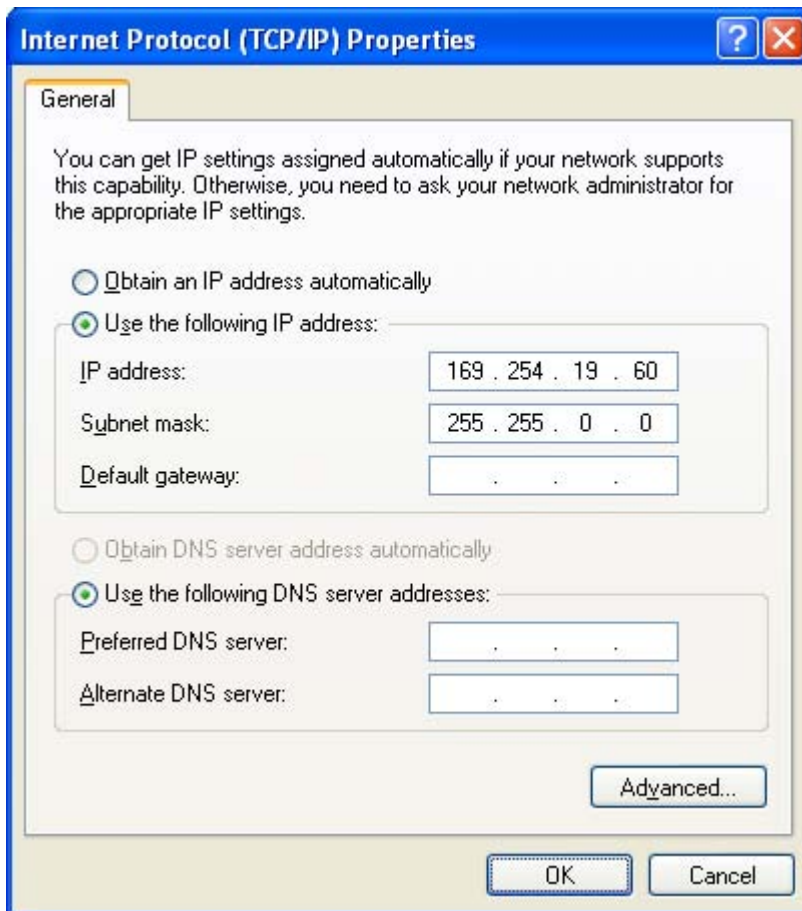 Internet Protocol (TCP/IP) Properties
General
You can get IP settings assigned automatically if your network supports
this capability. Otherwise, you need to ask your network administrator for
the appropriate IP settings.
Obtain an IP address automatically
Use the following IP address:
IP address: 169 . 254 . 19 . 60
Subnet mask: 255 . 255 . 0 . 0
Default gateway: . . .
Obtain DNS server address automatically
Use the following DNS server addresses:
Preferred DNS server: . . .
Alternate DNS server: . . .
Advanced...
OK Cancel